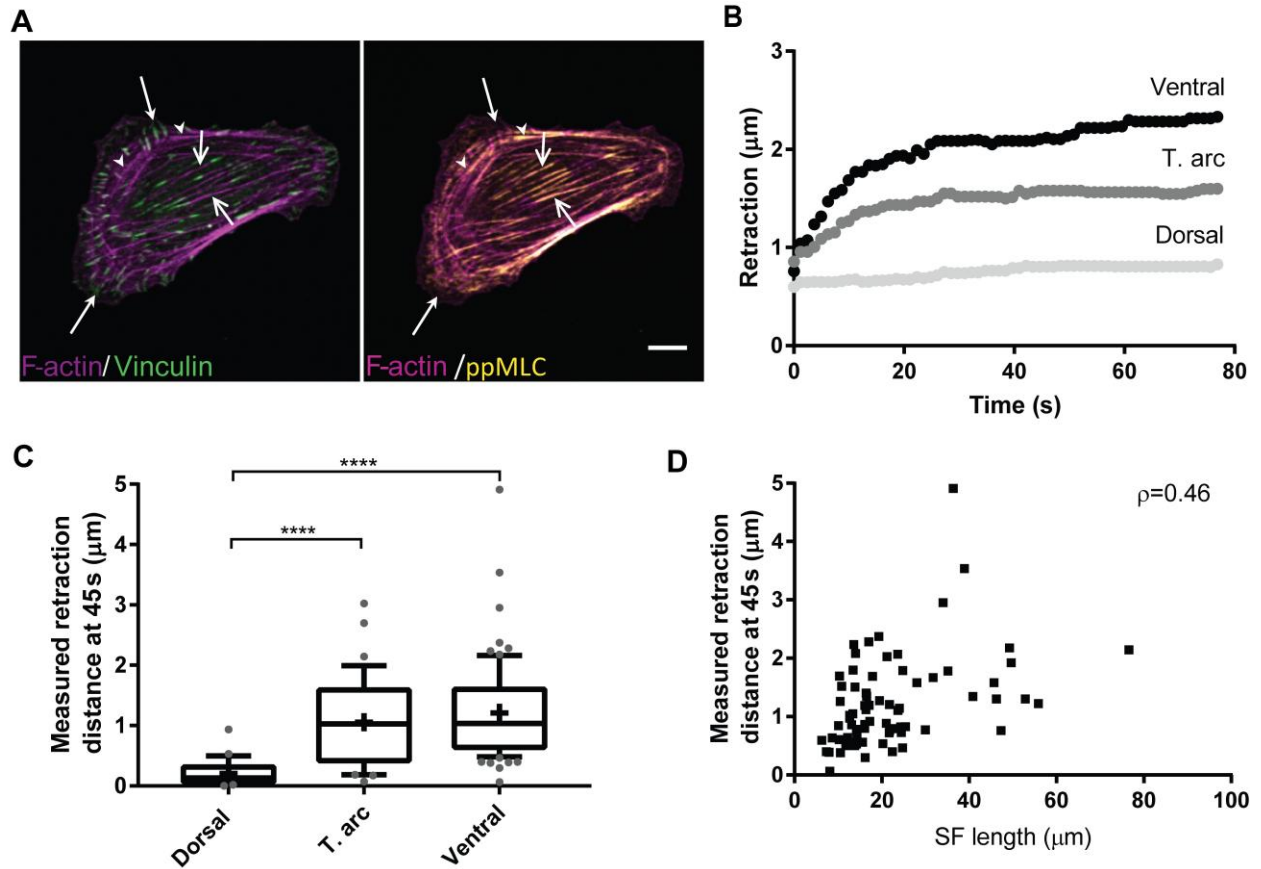 A
F-actin/Vinculin
F-actin/ppMLC
B
3
2
1
0
Retraction (μm)
Ventral
T. arc
Dorsal
0 20 40 60 80
Time (s)
C
****
****
5
4
3
2
1
0
Measured retraction
distance at 45s (μm)
Dorsal
T. arc
Ventral
D
ρ=0.46
5
4
3
2
1
0
Measured retraction
distance at 45s (μm)
0 20 40 60 80 100
SF length (μm)